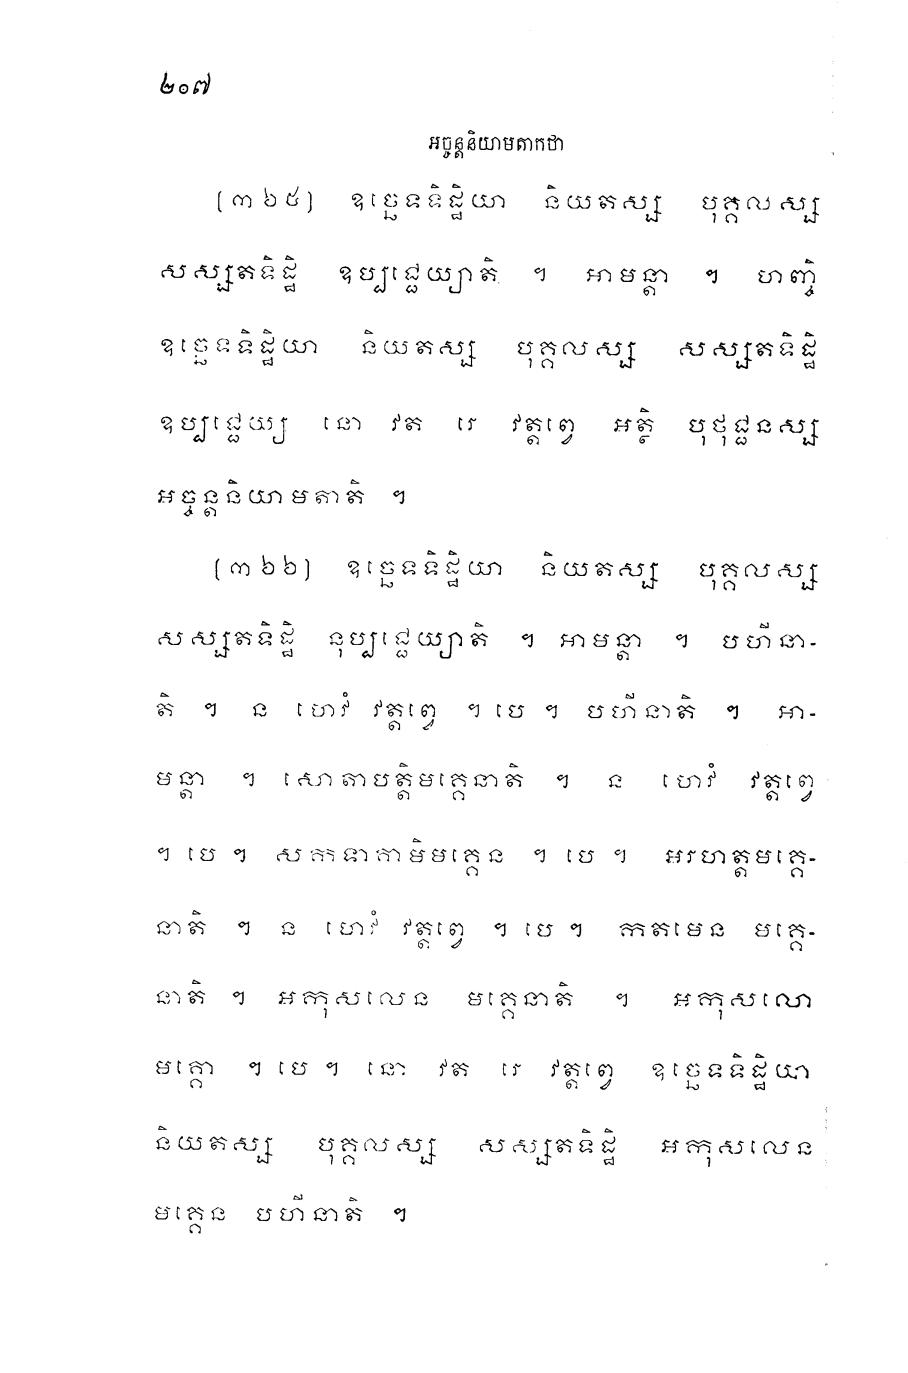 ២០៧
អច្ចន្តនិយាមតាកថា
(៣៦៥) ឧច្ឆេទទិដ្ឋិយា និយតស្ស បុគ្គលស្ស
សស្សតទិដ្ឋិ ឧប្បជ្ជេយ្យាតិ ។ អាមន្តា ។ ហញ្ចិ
ឧច្ឆេទទិដ្ឋិយា និយតស្ស បុគ្គលស្ស សស្សតទិដ្ឋិ
ឧប្បជ្ជេយ្យ នោ វត រេ វត្តព្វេ អត្ថិ បុថុជ្ជនស្ស
អច្ចន្តនិយាមតាតិ ។
(៣៦៦) ឧច្ឆេទទិដ្ឋិយា និយតស្ស បុគ្គលស្ស
សស្សតទិដ្ឋិ នុប្បជ្ជេយ្យាតិ ។ អាមន្តា ។ បហីនា-
តិ ។ ន ហេវំ វត្តព្វេ ។ បេ ។ បហីនាតិ ។ អា-
មន្តា ។ សោតាបត្តិមគ្គេនាតិ ។ ន ហេវំ វត្តព្វេ
។ បេ ។ សកទាគាមិមគ្គេន ។ បេ ។ អរហត្តមគ្គេ-
នាតិ ។ ន ហេវំ វត្តព្វេ ។ បេ ។ កតមេន មគ្គេ-
នាតិ ។ អកុសលេន មគ្គេនាតិ ។ អកុសលោ
មគ្គោ ។ បេ ។ នោ វត រេ វត្តព្វេ ឧច្ឆេទទិដ្ឋិយា
និយតស្ស បុគ្គលស្ស សស្សតទិដ្ឋិ អកុសលេន
មគ្គេន បហីនាតិ ។